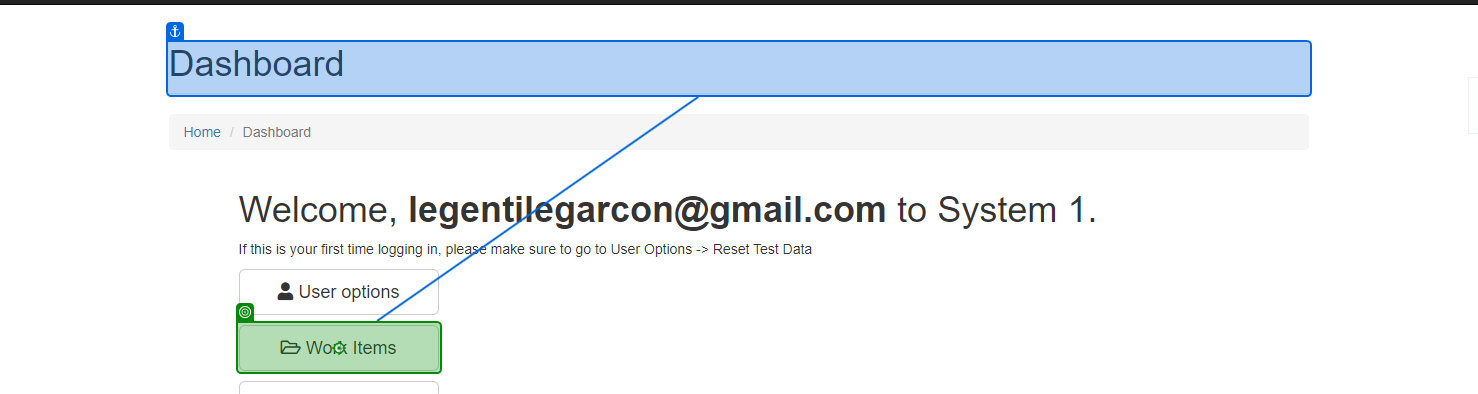 Dashboard
Home / Dashboard
Welcome, legentilegarcon@gmail.com to System 1.
If this is your first time logging in, please make sure to go to User Options -> Reset Test Data
User options
Work Items